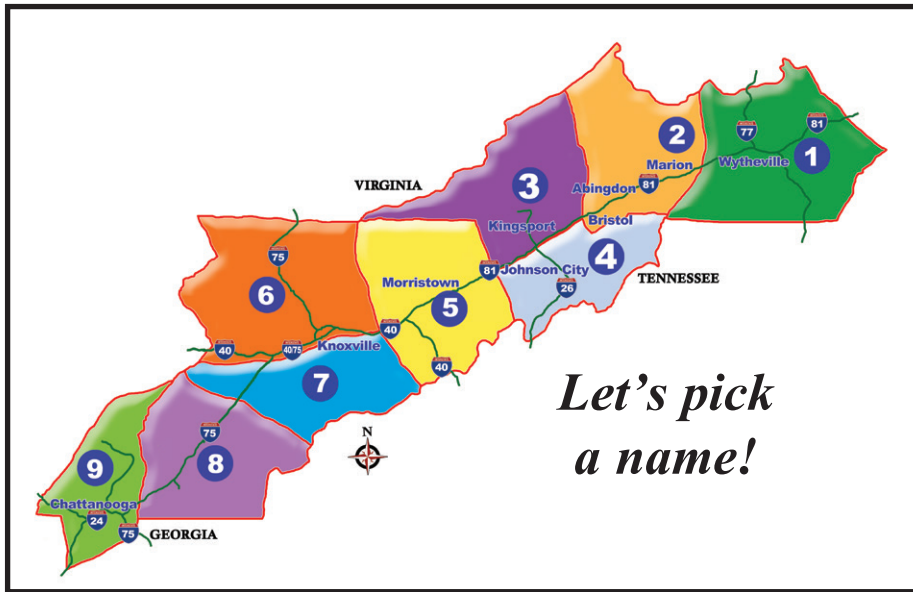 77
81
2
1
Marion
Wytheville
3
VIRGINIA
Abingdon
81
Bristol
Kingsport
75
4
81
Johnson City
TENNESSEE
6
Morristown
26
5
40
40
40/75
Knoxville
40
7
Let's pick
a name!
75
N
8
9
Chattanooga
24
75
GEORGIA